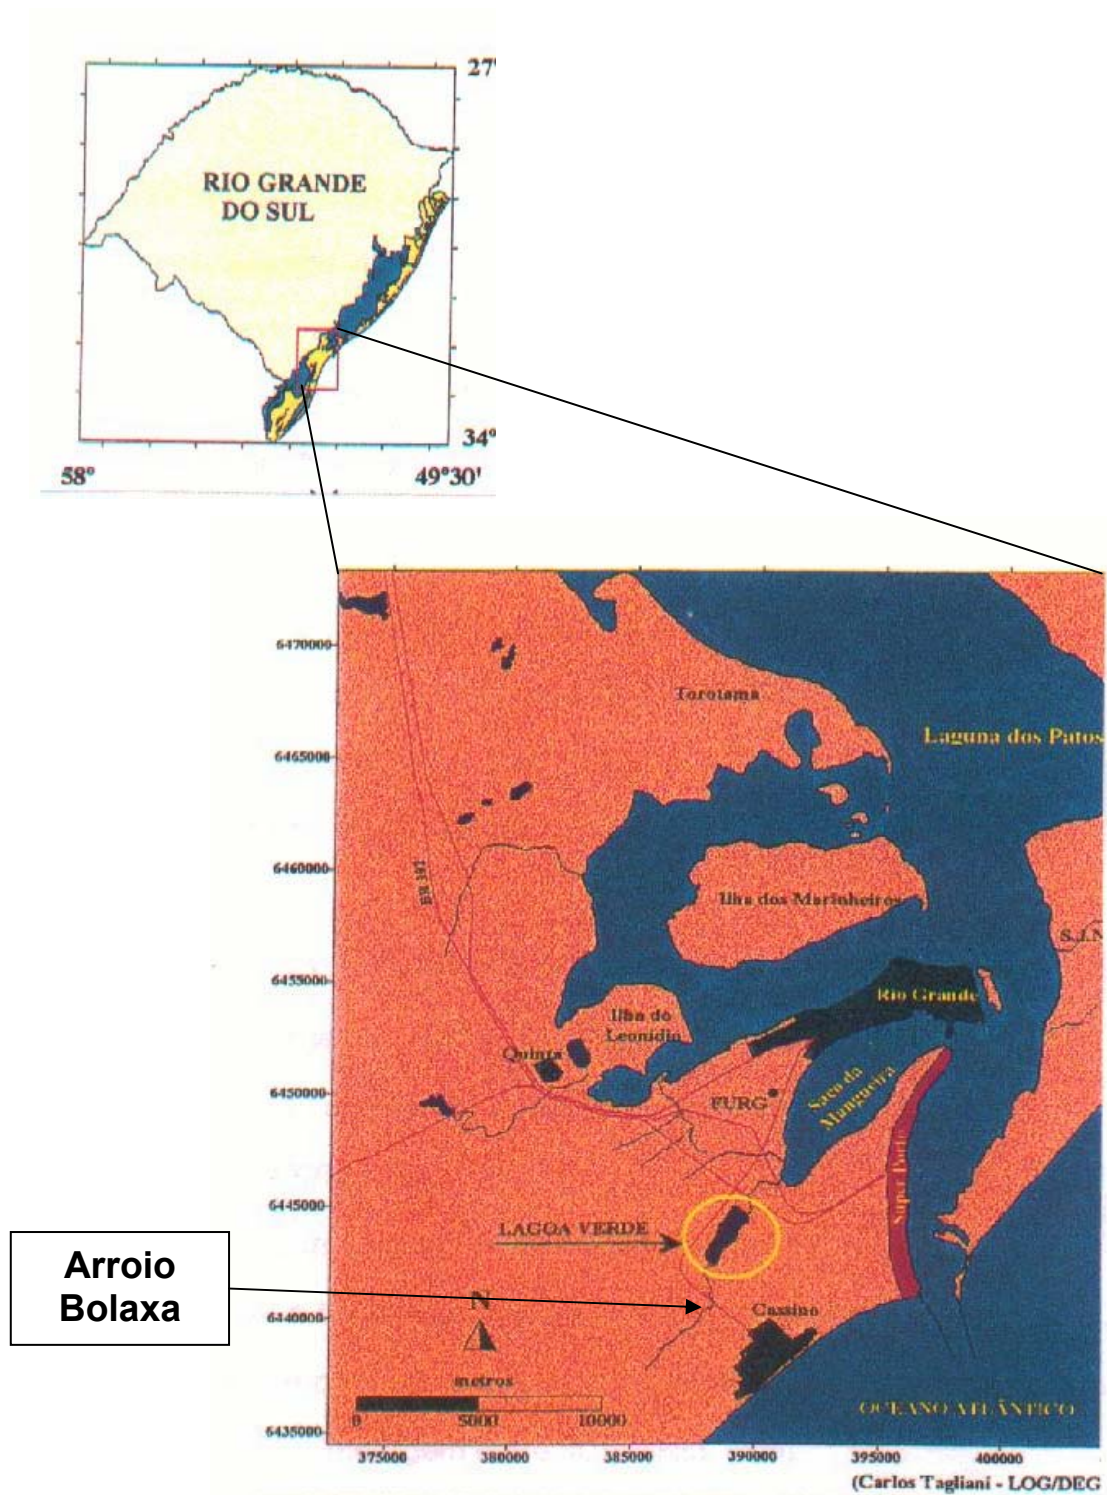 27°
RIO GRANDE
DO SUL
34°
58°
49°30'
6470000
Torotama
Laguna dos Patos
6465000
6460000
BR 392
Ilha dos Marinheiros
S.J.N
6455000
Rio Grande
Ilha do
Leonídio
Quinta
6450000
FURG
Saco da
Mangueira
Super Porto
6445000
LAGOA VERDE
Arroio
Bolaxa
N
6440000
Cassino
metros
0 5000 10000
OCEANO ATLÂNTICO
6435000
375000 380000 385000 390000 395000 400000
(Carlos Tagliani - LOG/DEG